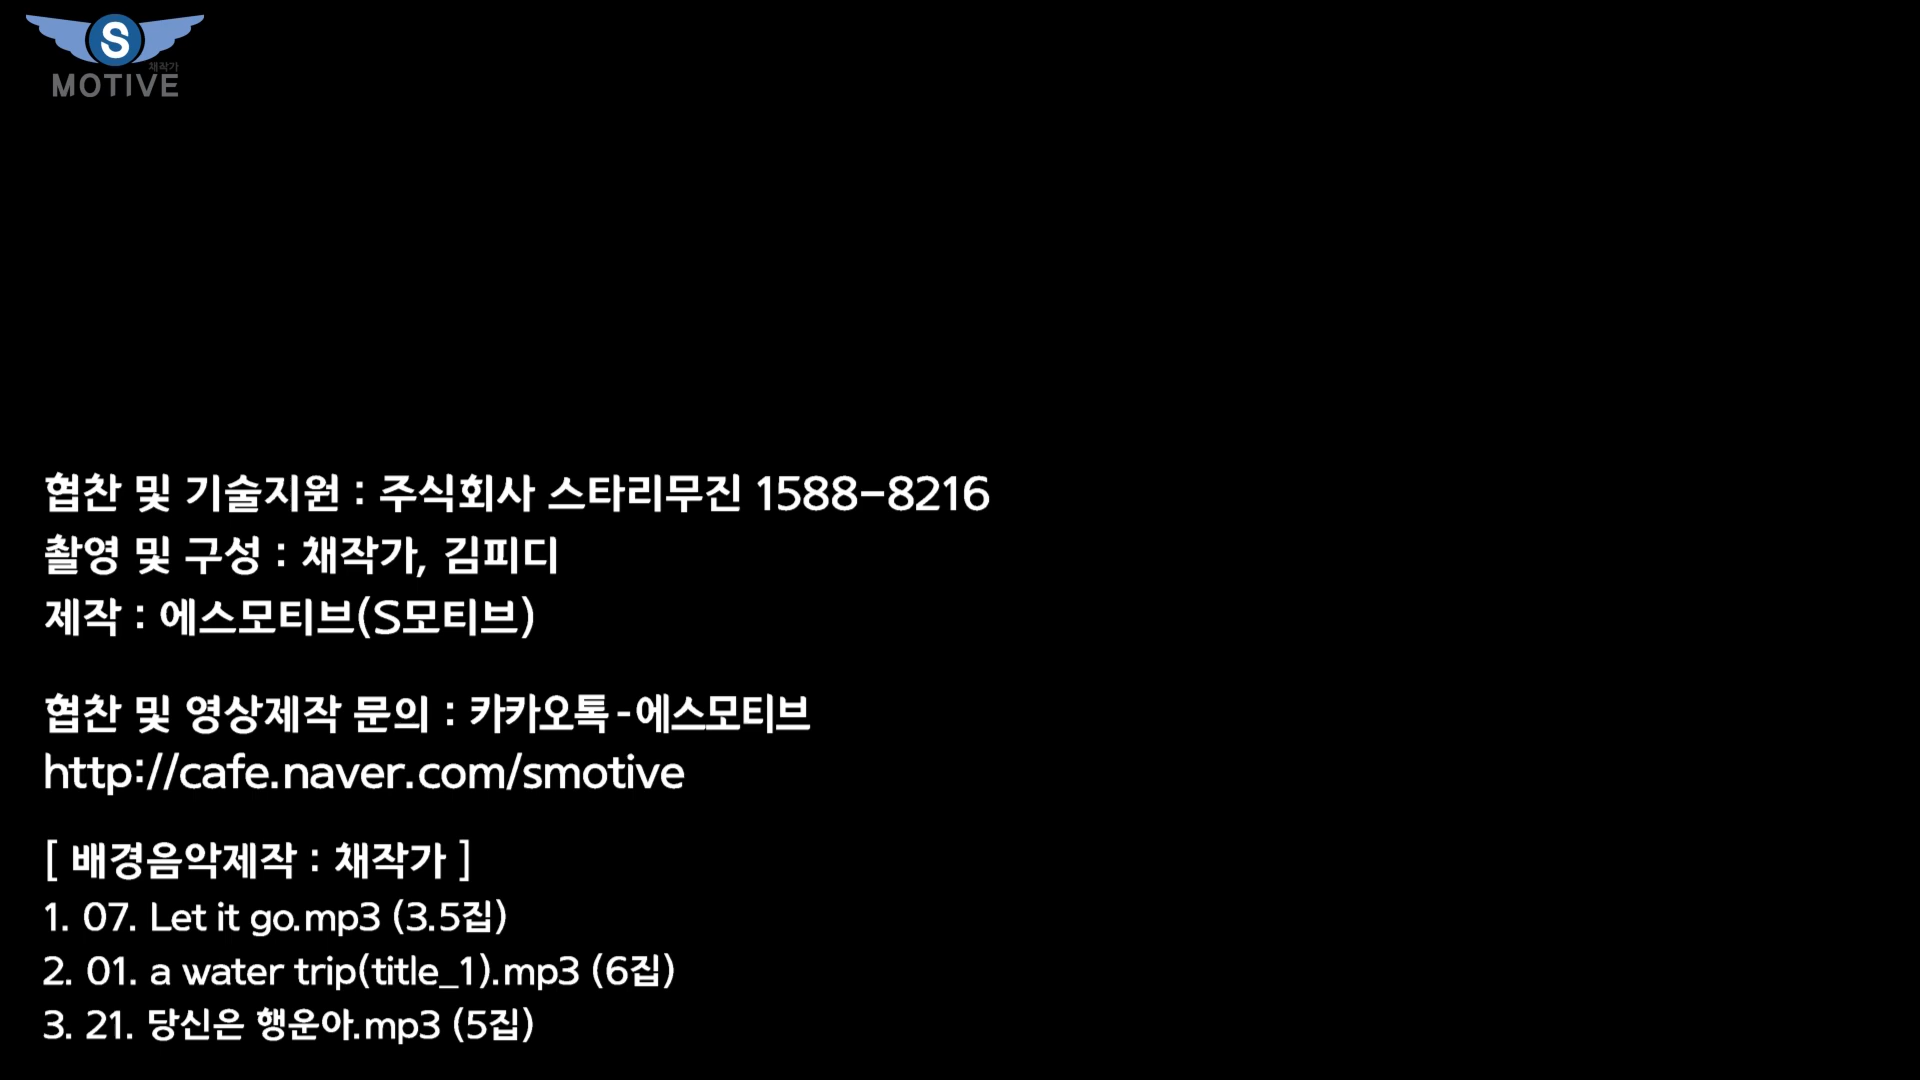 S
채작가
MOTIVE
협찬 및 기술지원 : 주식회사 스타리무진 1588-8216
촬영 및 구성 : 채작가, 김피디
제작 : 에스모티브(S모티브)
협찬 및 영상제작 문의 : 카카오톡-에스모티브
http://cafe.naver.com/smotive
[ 배경음악제작 : 채작가 ]
1. 07. Let it go.mp3 (3.5집)
2. 01. a water trip(title_1).mp3 (6집)
3. 21. 당신은 행운아.mp3 (5집)